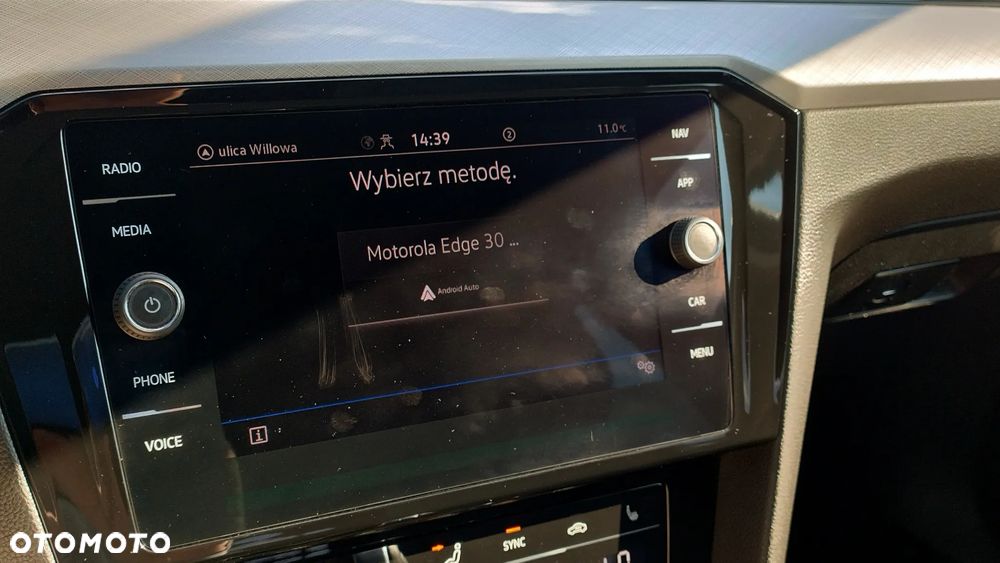 ulica Willowa 14:39 2 11.0°C
Wybierz metodę.
Motorola Edge 30 ...
Android Auto
i
RADIO
MEDIA
PHONE
VOICE
NAV
APP
CAR
MENU
SYNC
OTOMOTO